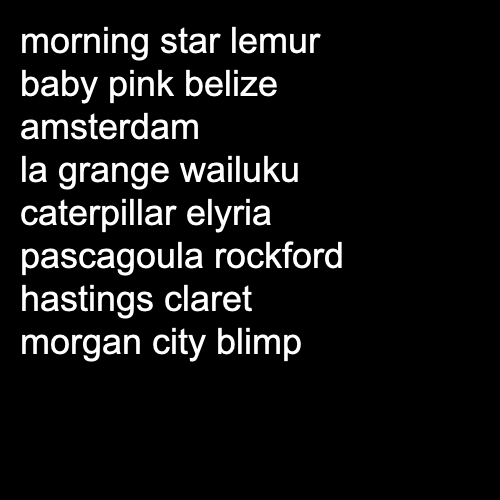 morning star lemur
baby pink belize
amsterdam
la grange wailuku
caterpillar elyria
pascagoula rockford
hastings claret
morgan city blimp